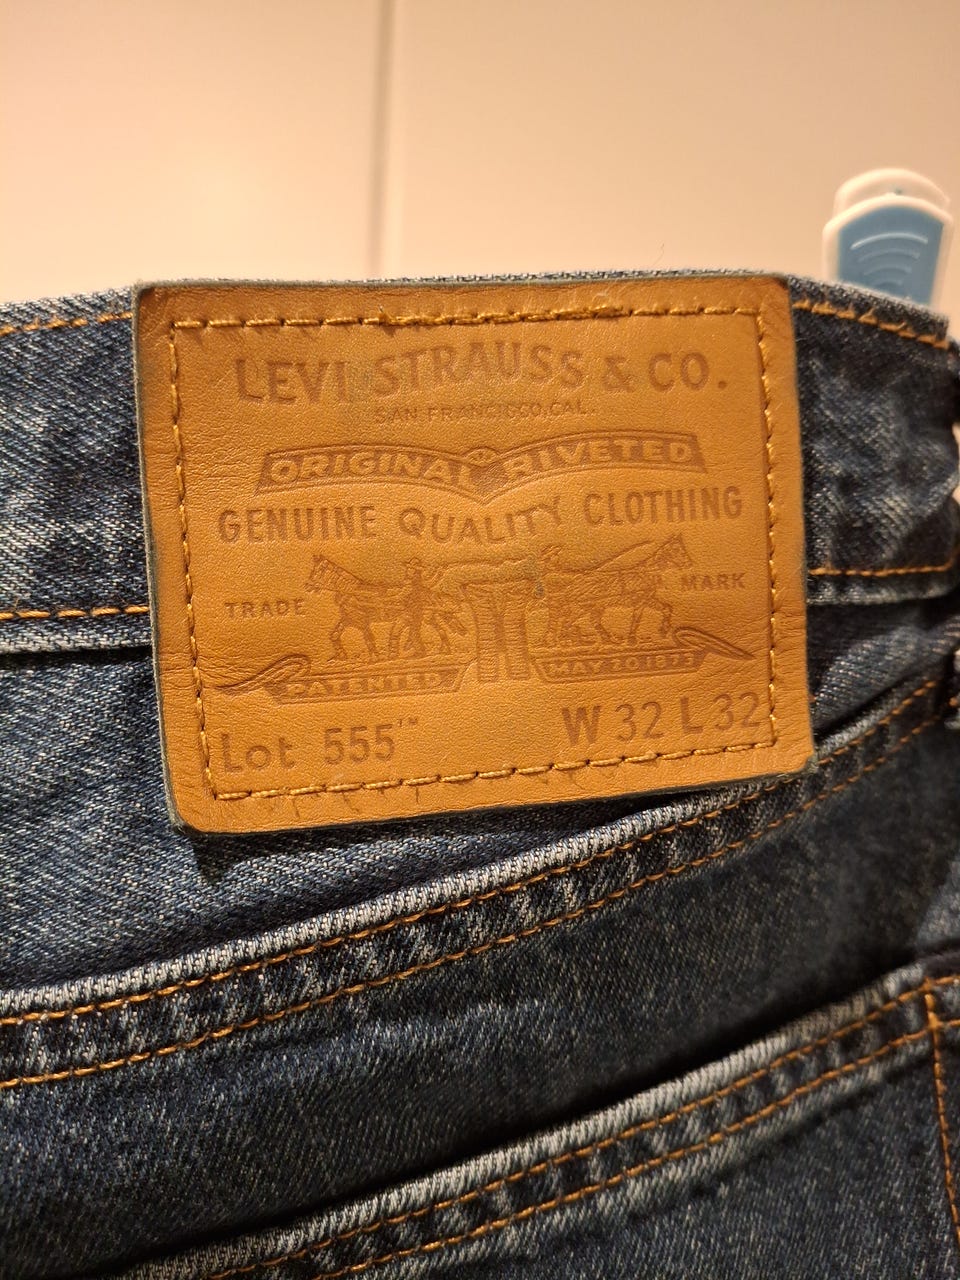 LEVI STRAUSS & CO.
SAN FRANCISCO, CAL.
ORIGINAL RIVETED
GENUINE QUALITY CLOTHING
TRADE MARK
PATENTED MAY 20 1873
Lot 555™ W 32 L 32